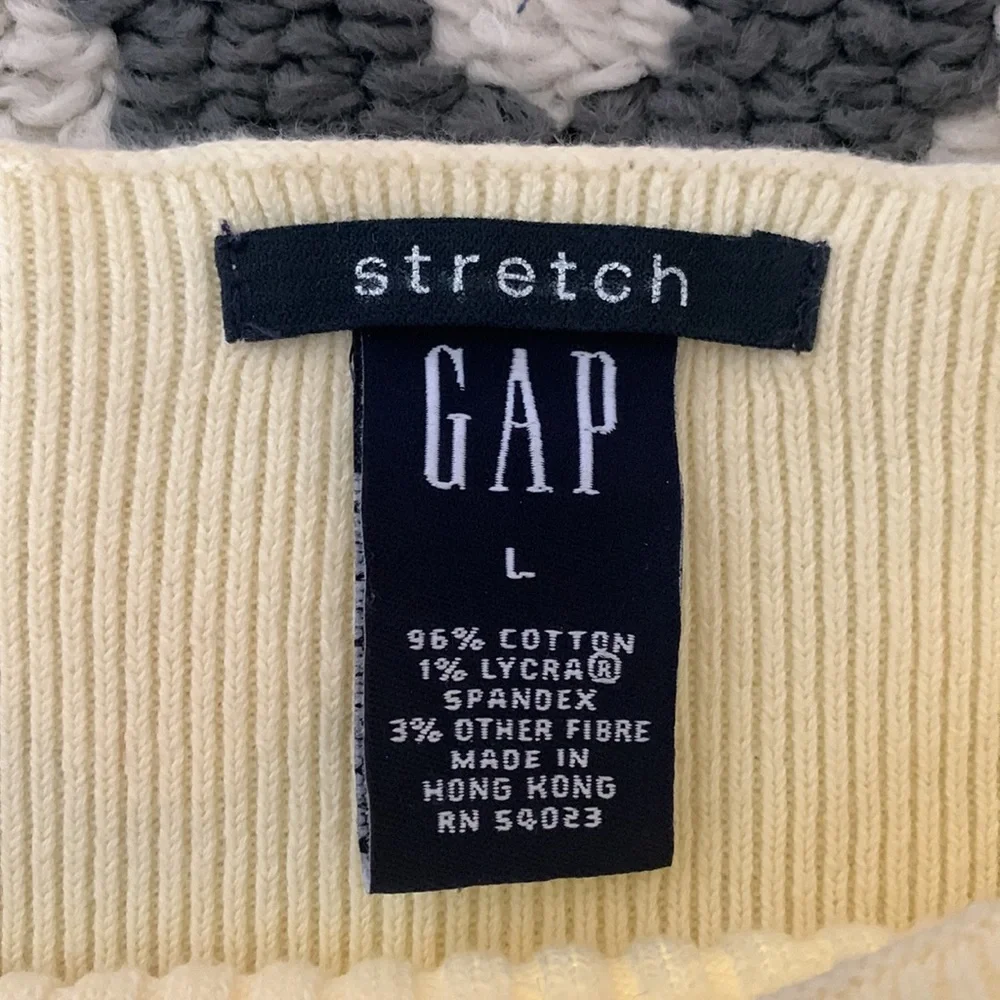 stretch
GAP
L
96% COTTON
1% LYCRA®
SPANDEX
3% OTHER FIBRE
MADE IN
HONG KONG
RN 54023